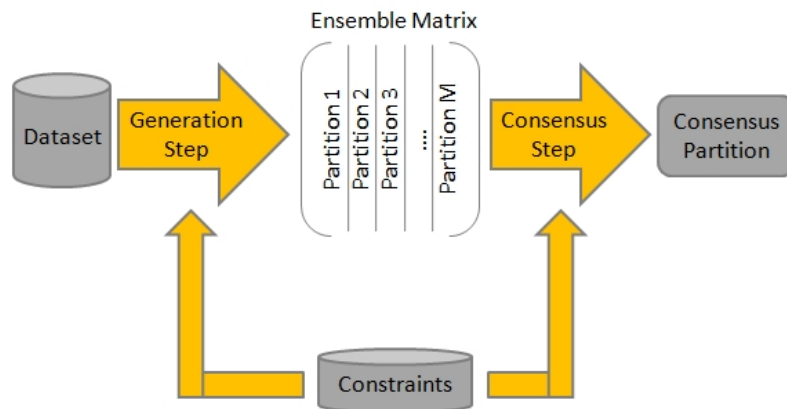 Ensemble Matrix
Dataset
Generation
Step
Partition 1
Partition 2
Partition 3
....
Partition M
Consensus
Step
Consensus
Partition
Constraints